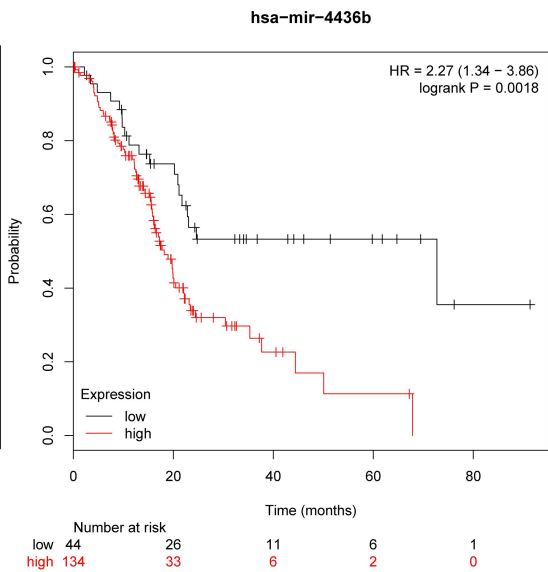 hsa−mir−4436b
HR = 2.27 (1.34 − 3.86)
logrank P = 0.0018
Probability
1.0
0.8
0.6
0.4
0.2
0.0
Expression
low
high
0 20 40 60 80
Time (months)
Number at risk
low 44 26 11 6 1
high 134 33 6 2 0